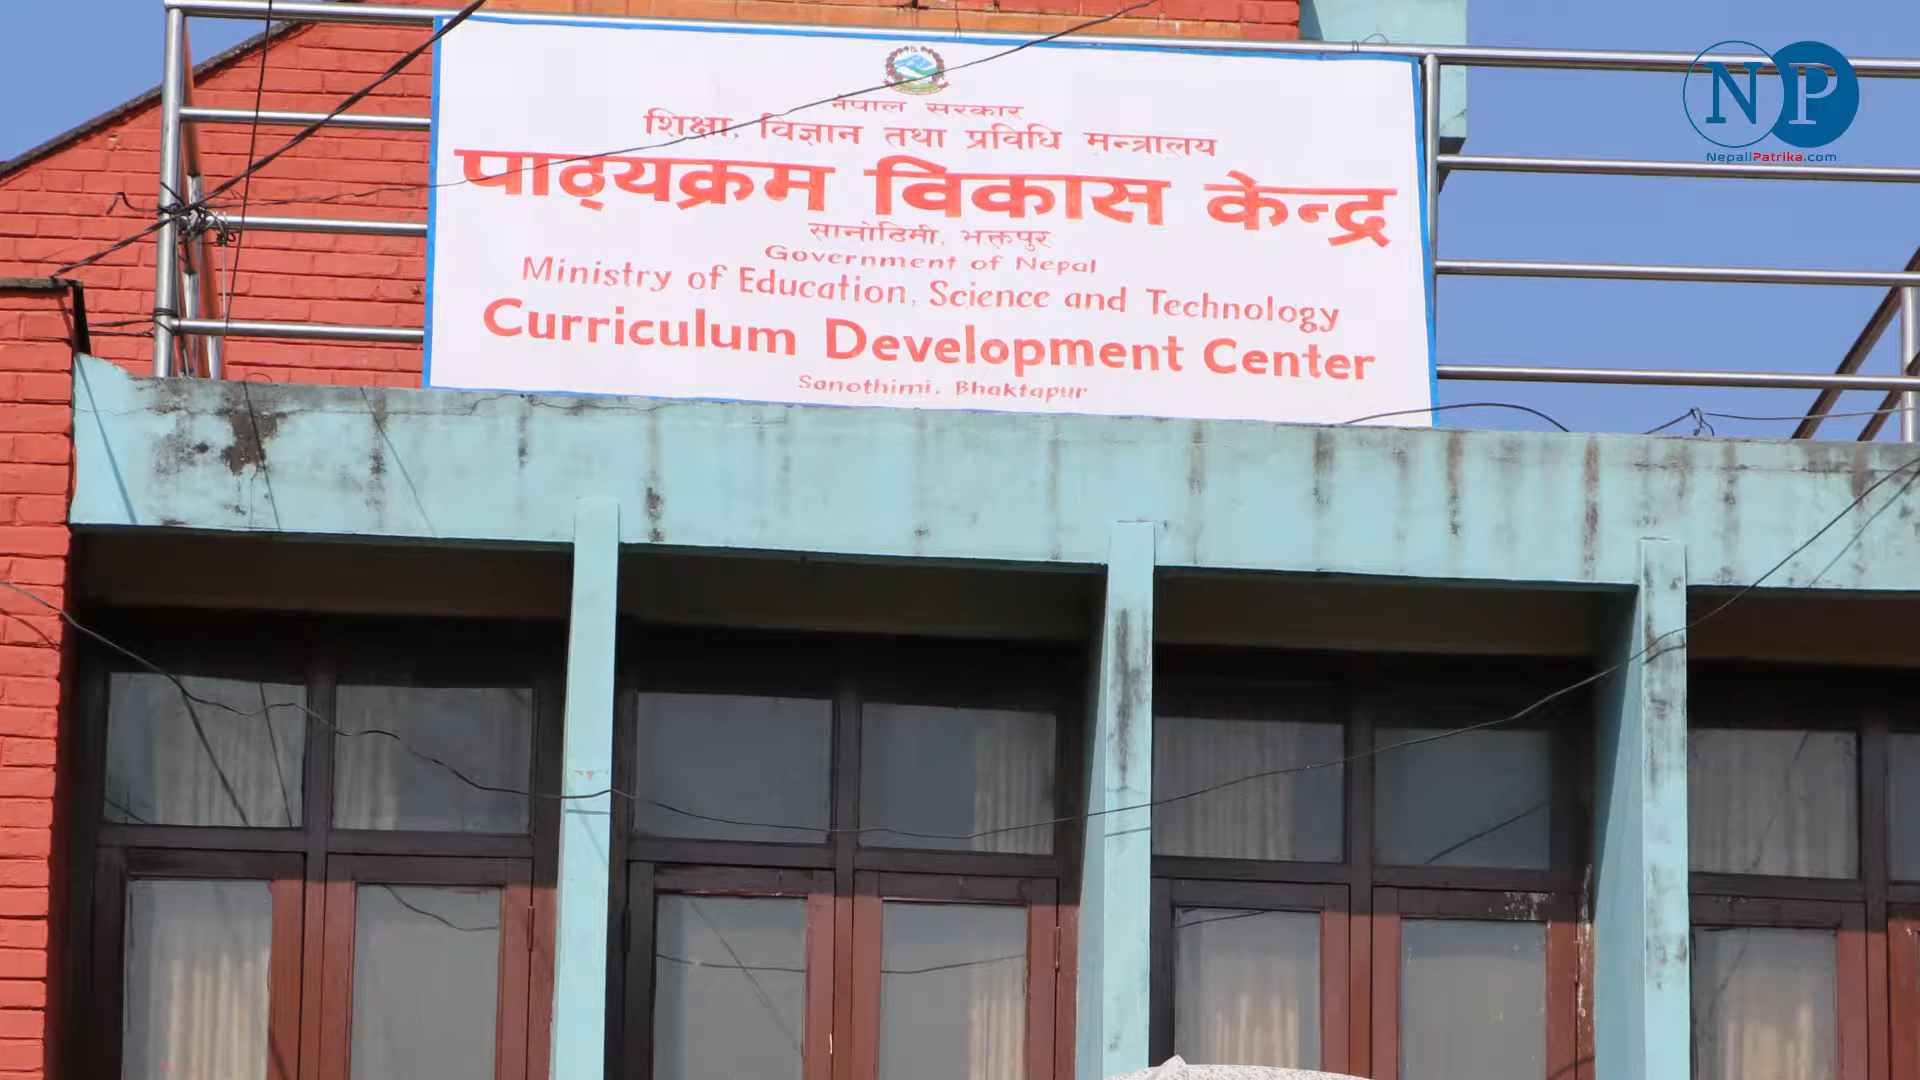 नेपाल सरकार
शिक्षा, विज्ञान तथा प्रविधि मन्त्रालय
पाठ्यक्रम विकास केन्द्र
सानोठिमी, भक्तपुर
Government of Nepal
Ministry of Education, Science and Technology
Curriculum Development Center
Sanothimi, Bhaktapur
NP
NepaliPatrika.com